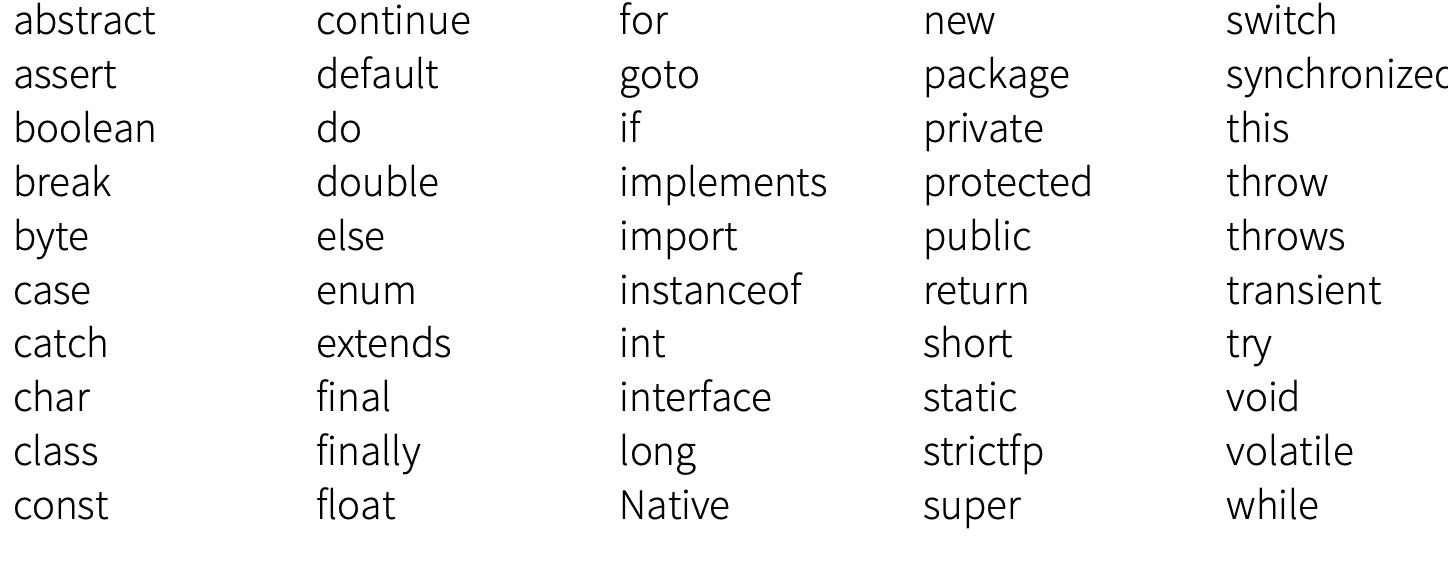 abstract continue for new switch
assert default goto package synchronized
boolean do if private this
break double implements protected throw
byte else import public throws
case enum instanceof return transient
catch extends int short try
char final interface static void
class finally long strictfp volatile
const float Native super while